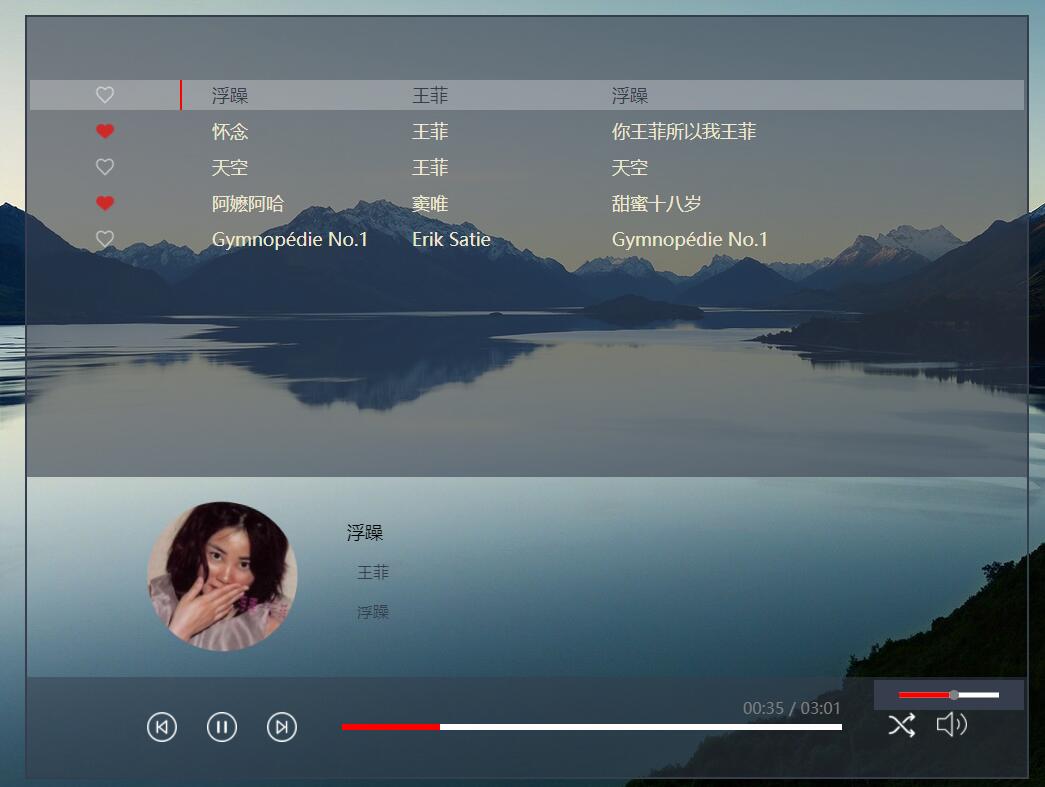 浮躁 王菲 浮躁
怀念 王菲 你王菲所以我王菲
天空 王菲 天空
阿嬷阿哈 窦唯 甜蜜十八岁
Gymnopédie No.1 Erik Satie Gymnopédie No.1
浮躁
王菲
浮躁
00:35 / 03:01